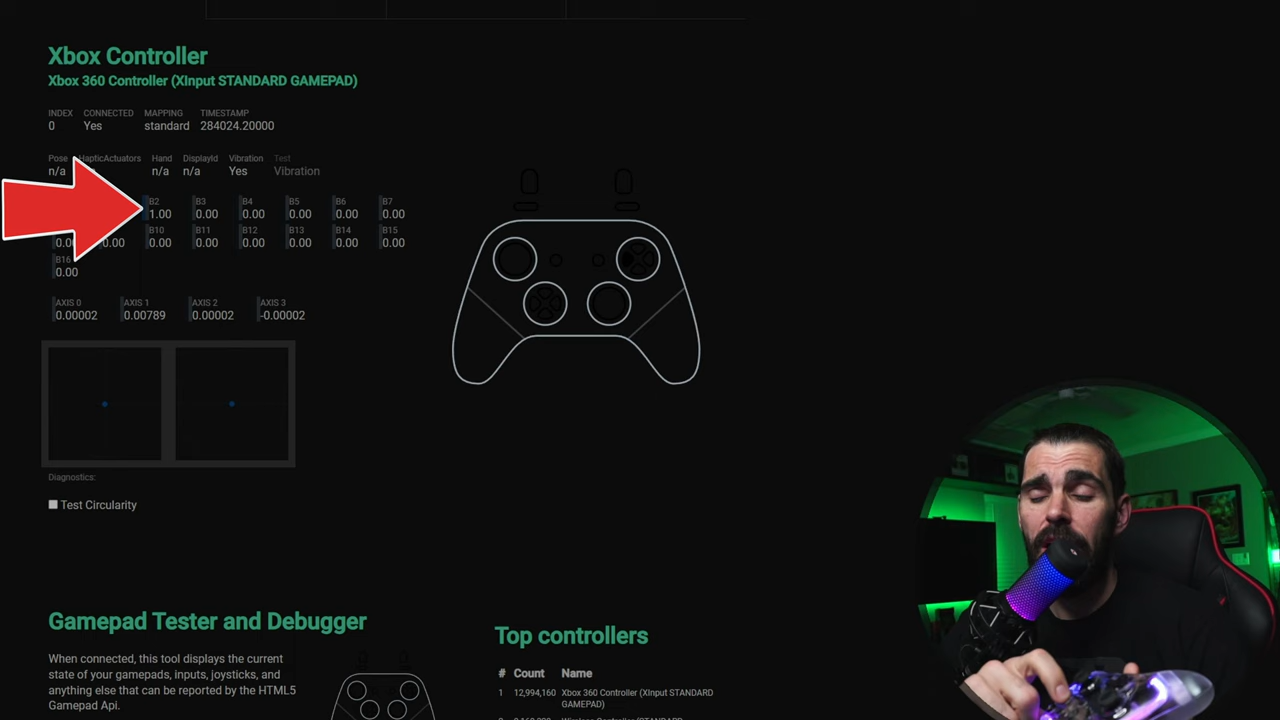 Xbox Controller
Xbox 360 Controller (XInput STANDARD GAMEPAD)
INDEX CONNECTED MAPPING TIMESTAMP
0 Yes standard 284024.20000
Pose HapticActuators Hand DisplayId Vibration Test
n/a n/a n/a Yes Vibration
B2 B3 B4 B5 B6 B7
1.00 0.00 0.00 0.00 0.00 0.00
B10 B11 B12 B13 B14 B15
0.00 0.00 0.00 0.00 0.00 0.00 0.00 0.00
B16
0.00
AXIS 0 AXIS 1 AXIS 2 AXIS 3
0.00002 0.00789 0.00002 -0.00002
Diagnostics:
Test Circularity
Gamepad Tester and Debugger
When connected, this tool displays the current
state of your gamepads, inputs, joysticks, and
anything else that can be reported by the HTML5
Gamepad Api.
Top controllers
# Count Name
1 12,994,160 Xbox 360 Controller (XInput STANDARD
GAMEPAD)